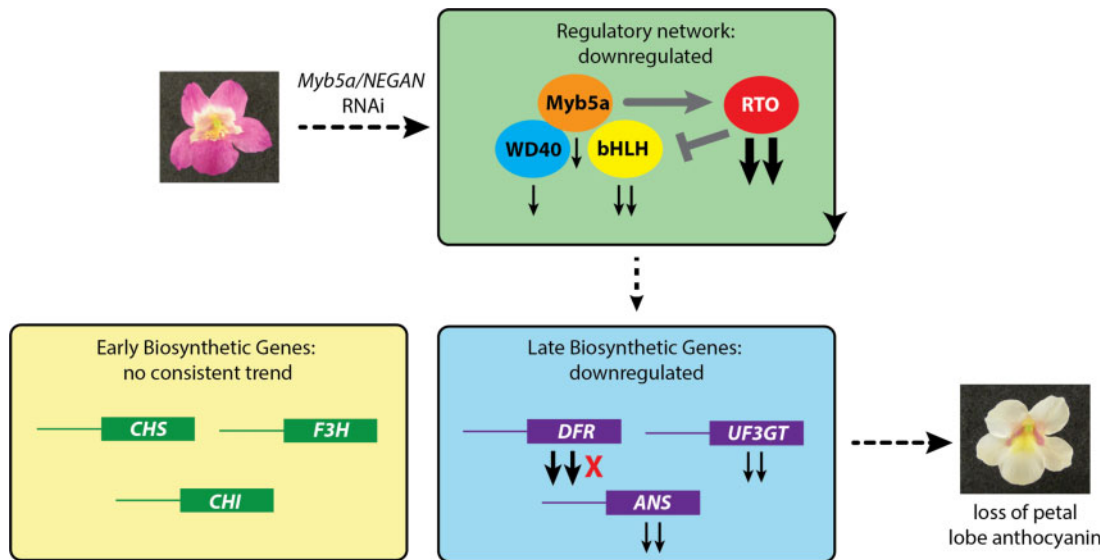 Regulatory network:
downregulated
Myb5a/NEGAN
RNAi
Myb5a
RTO
WD40
bHLH
Early Biosynthetic Genes:
no consistent trend
CHS
F3H
CHI
Late Biosynthetic Genes:
downregulated
DFR
UF3GT
X
ANS
loss of petal
lobe anthocyanin